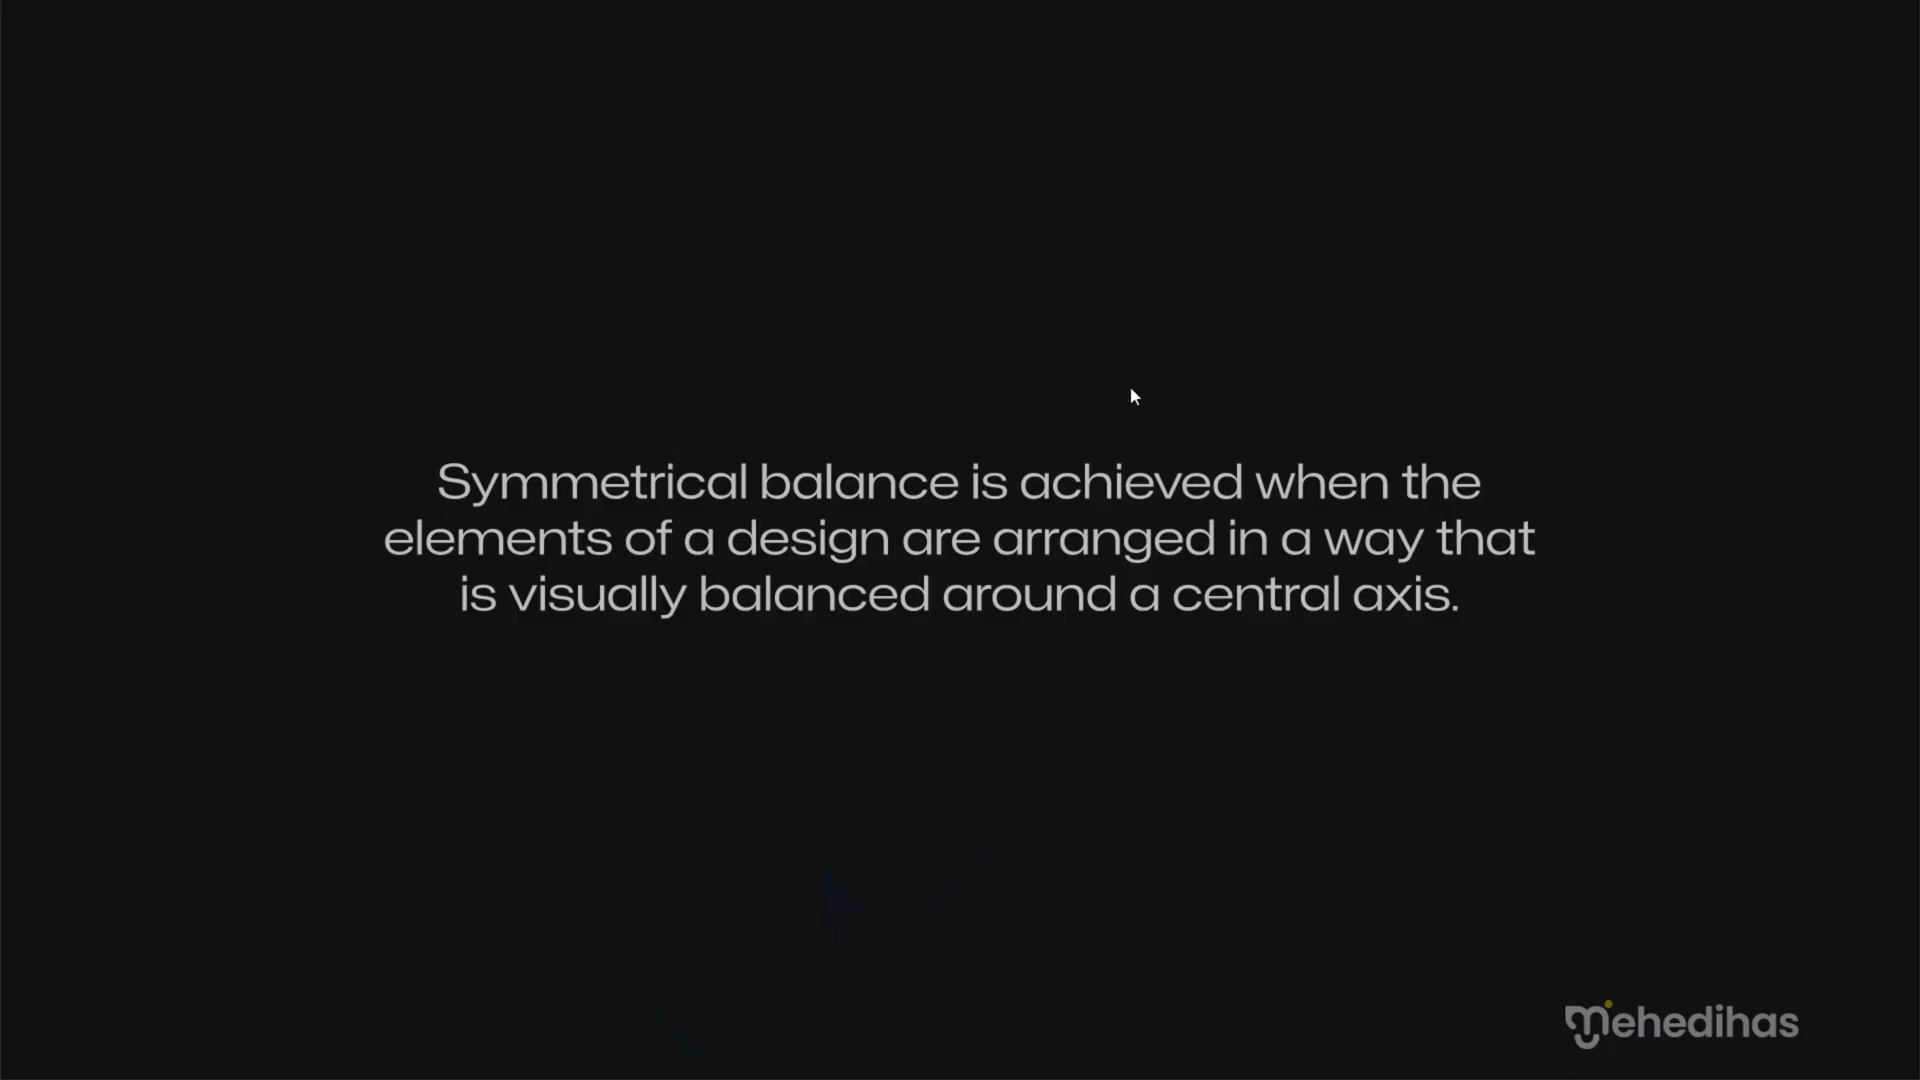 Symmetrical balance is achieved when the
elements of a design are arranged in a way that
is visually balanced around a central axis.
mehedihas